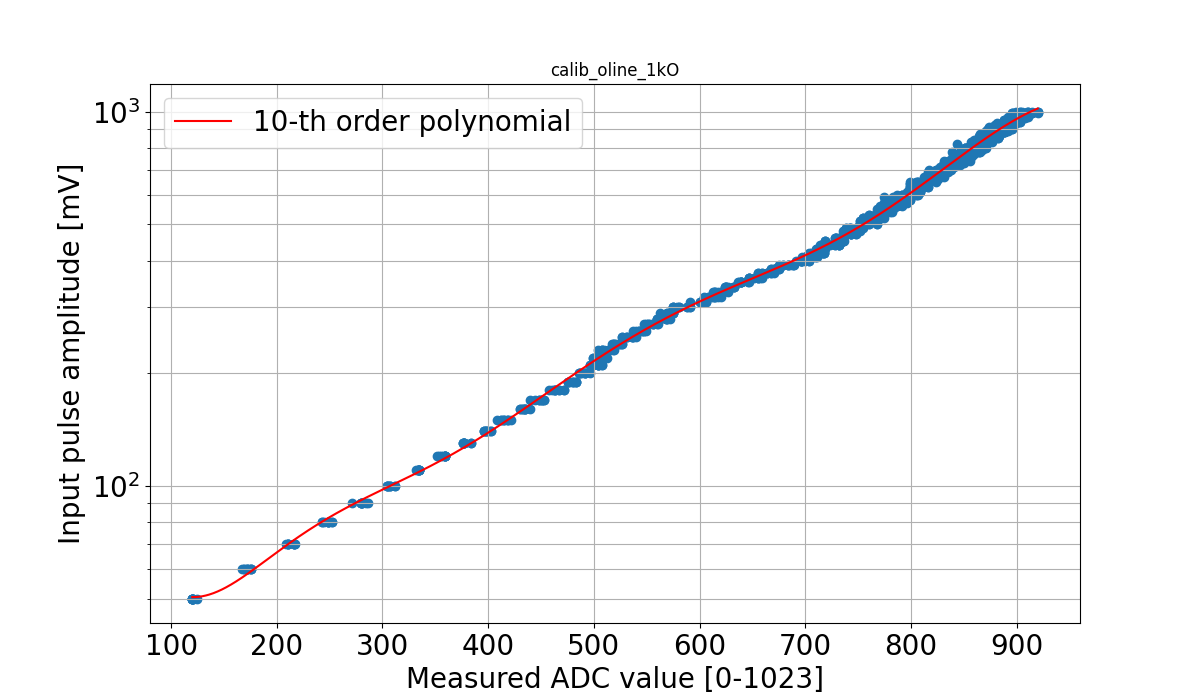 calib_oline_1kO
10-th order polynomial
Input pulse amplitude [mV]
10³
10²
100 200 300 400 500 600 700 800 900
Measured ADC value [0-1023]